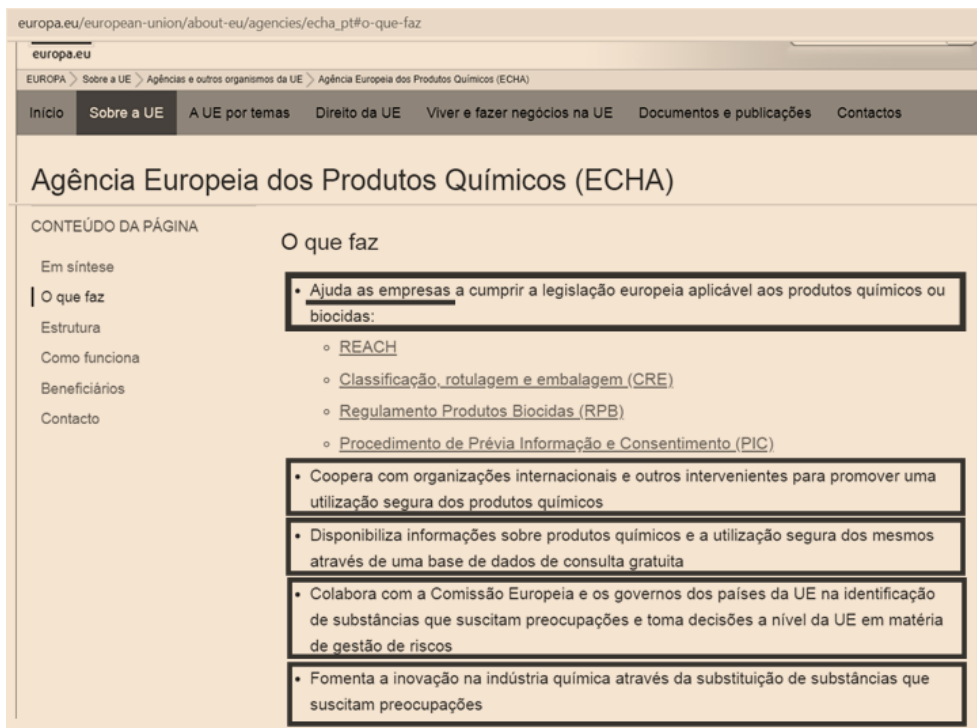 europa.eu/european-union/about-eu/agencies/echa_pt#o-que-faz
europa.eu
EUROPA > Sobre a UE > Agências e outros organismos da UE > Agência Europeia dos Produtos Químicos (ECHA)
Início Sobre a UE A UE por temas Direito da UE Viver e fazer negócios na UE Documentos e publicações Contactos
Agência Europeia dos Produtos Químicos (ECHA)
CONTEÚDO DA PÁGINA
Em síntese
O que faz
Estrutura
Como funciona
Beneficiários
Contacto
O que faz
• Ajuda as empresas a cumprir a legislação europeia aplicável aos produtos químicos ou
biocidas:
◦ REACH
◦ Classificação, rotulagem e embalagem (CRE)
◦ Regulamento Produtos Biocidas (RPB)
◦ Procedimento de Prévia Informação e Consentimento (PIC)
• Coopera com organizações internacionais e outros intervenientes para promover uma
utilização segura dos produtos químicos
• Disponibiliza informações sobre produtos químicos e a utilização segura dos mesmos
através de uma base de dados de consulta gratuita
• Colabora com a Comissão Europeia e os governos dos países da UE na identificação
de substâncias que suscitam preocupações e toma decisões a nível da UE em matéria
de gestão de riscos
• Fomenta a inovação na indústria química através da substituição de substâncias que
suscitam preocupações